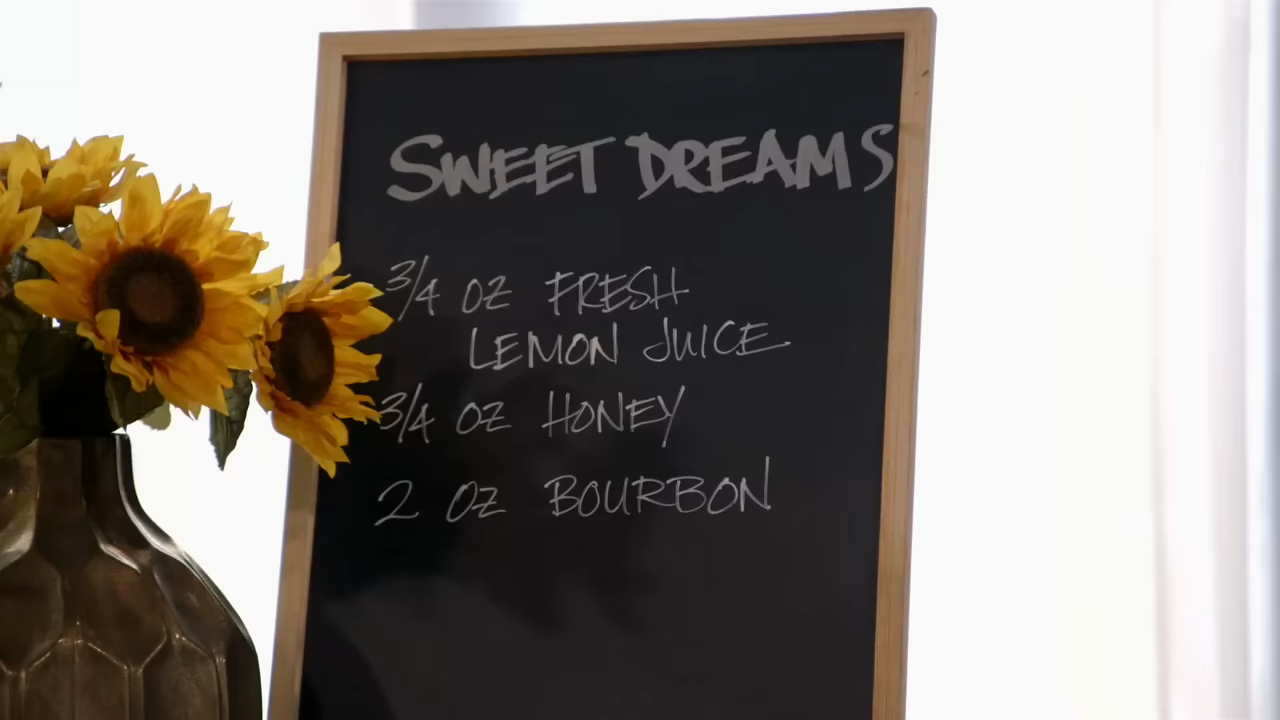 SWEET DREAMS
3/4 OZ FRESH
LEMON JUICE
3/4 OZ HONEY
2 OZ BOURBON